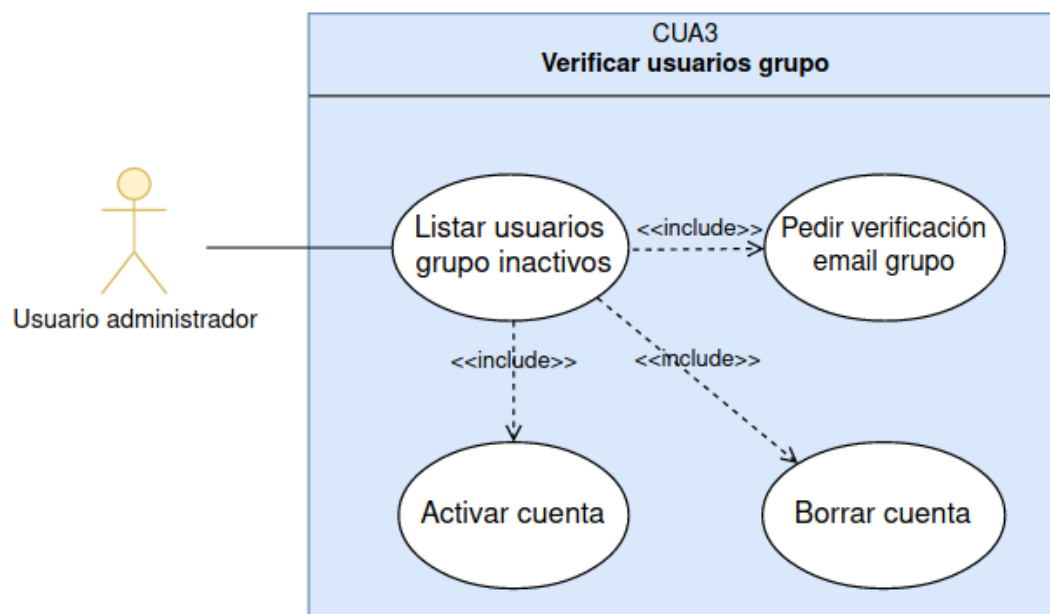 CUA3
Verificar usuarios grupo
Listar usuarios
grupo inactivos
<<include>>
Pedir verificación
email grupo
Usuario administrador
<<include>>
<<include>>
Activar cuenta
Borrar cuenta